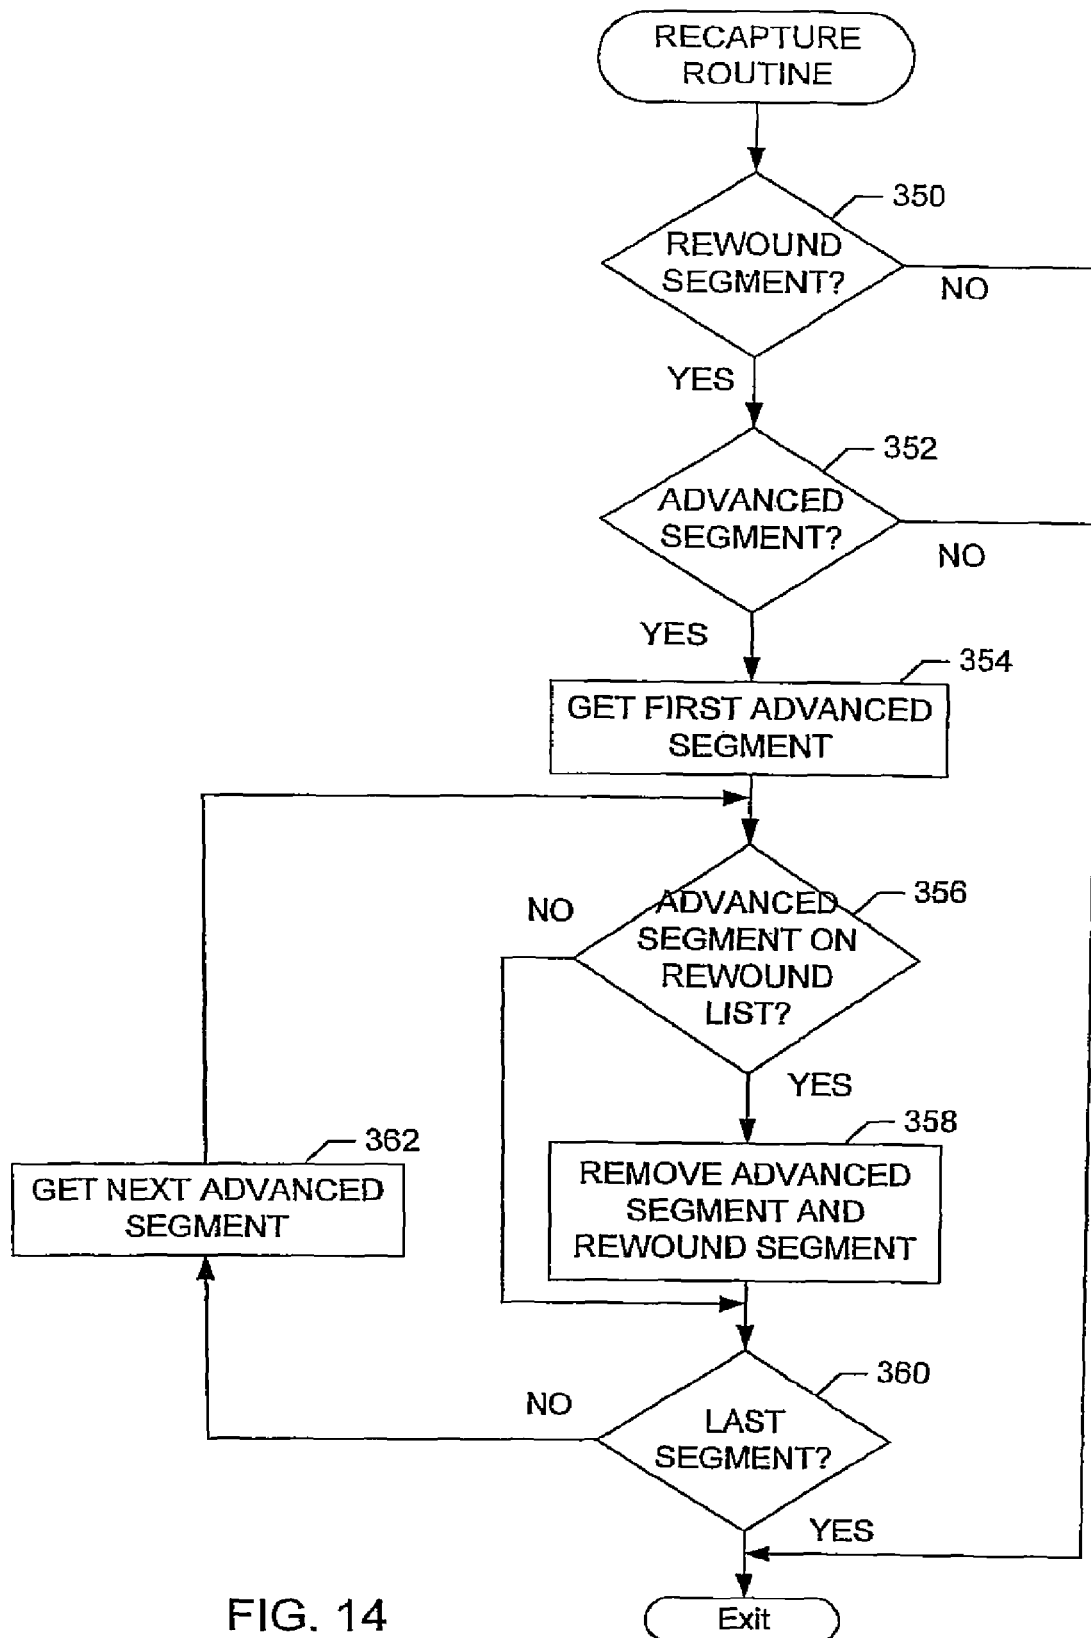 RECAPTURE
ROUTINE
350
REWOUND
SEGMENT?
NO
YES
352
ADVANCED
SEGMENT?
NO
YES
354
GET FIRST ADVANCED
SEGMENT
356
NO
ADVANCED
SEGMENT ON
REWOUND
LIST?
YES
358
362
GET NEXT ADVANCED
SEGMENT
REMOVE ADVANCED
SEGMENT AND
REWOUND SEGMENT
360
NO
LAST
SEGMENT?
YES
FIG. 14
Exit